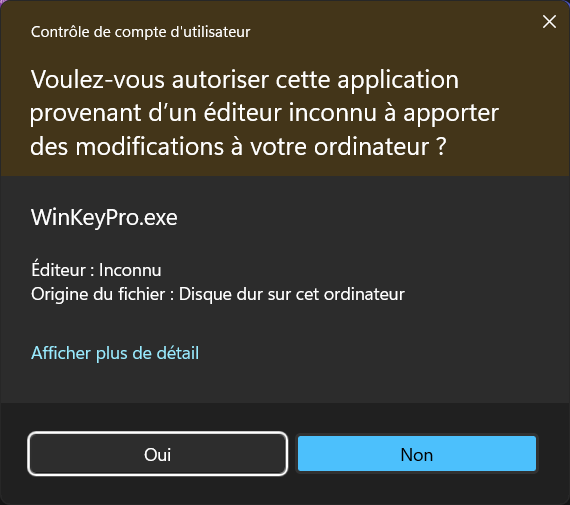 Contrôle de compte d'utilisateur
Voulez-vous autoriser cette application
provenant d’un éditeur inconnu à apporter
des modifications à votre ordinateur ?
WinKeyPro.exe
Éditeur : Inconnu
Origine du fichier : Disque dur sur cet ordinateur
Afficher plus de détail
Oui
Non